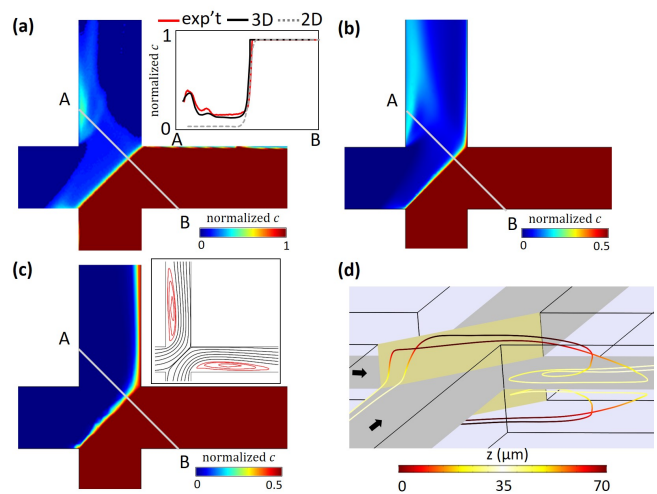 exp't 3D 2D
(a)
A
normalized c
1
0
A
B
B
normalized c
0
1
(b)
A
B
normalized c
0
0.5
(c)
A
B
normalized c
0
0.5
(d)
z (μm)
0
35
70